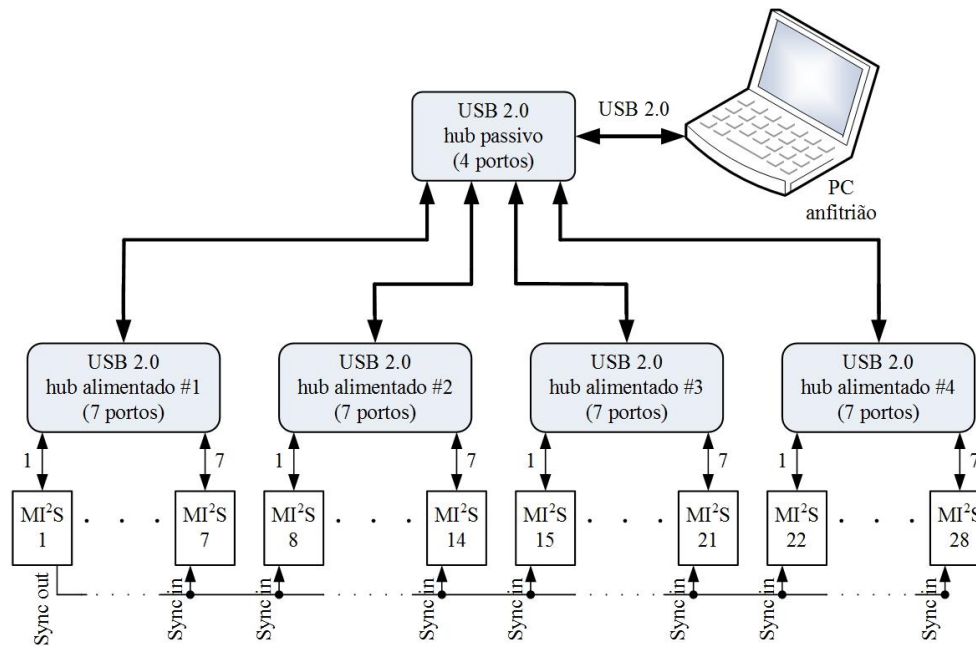 USB 2.0
hub passivo
(4 portos)
USB 2.0
PC
anfitrião
USB 2.0
hub alimentado #1
(7 portos)
USB 2.0
hub alimentado #2
(7 portos)
USB 2.0
hub alimentado #3
(7 portos)
USB 2.0
hub alimentado #4
(7 portos)
1
7
1
7
1
7
1
7
MI²S
1
MI²S
7
MI²S
8
MI²S
14
MI²S
15
MI²S
21
MI²S
22
MI²S
28
Sync out
Sync in
Sync in
Sync in
Sync in
Sync in
Sync in
Sync in